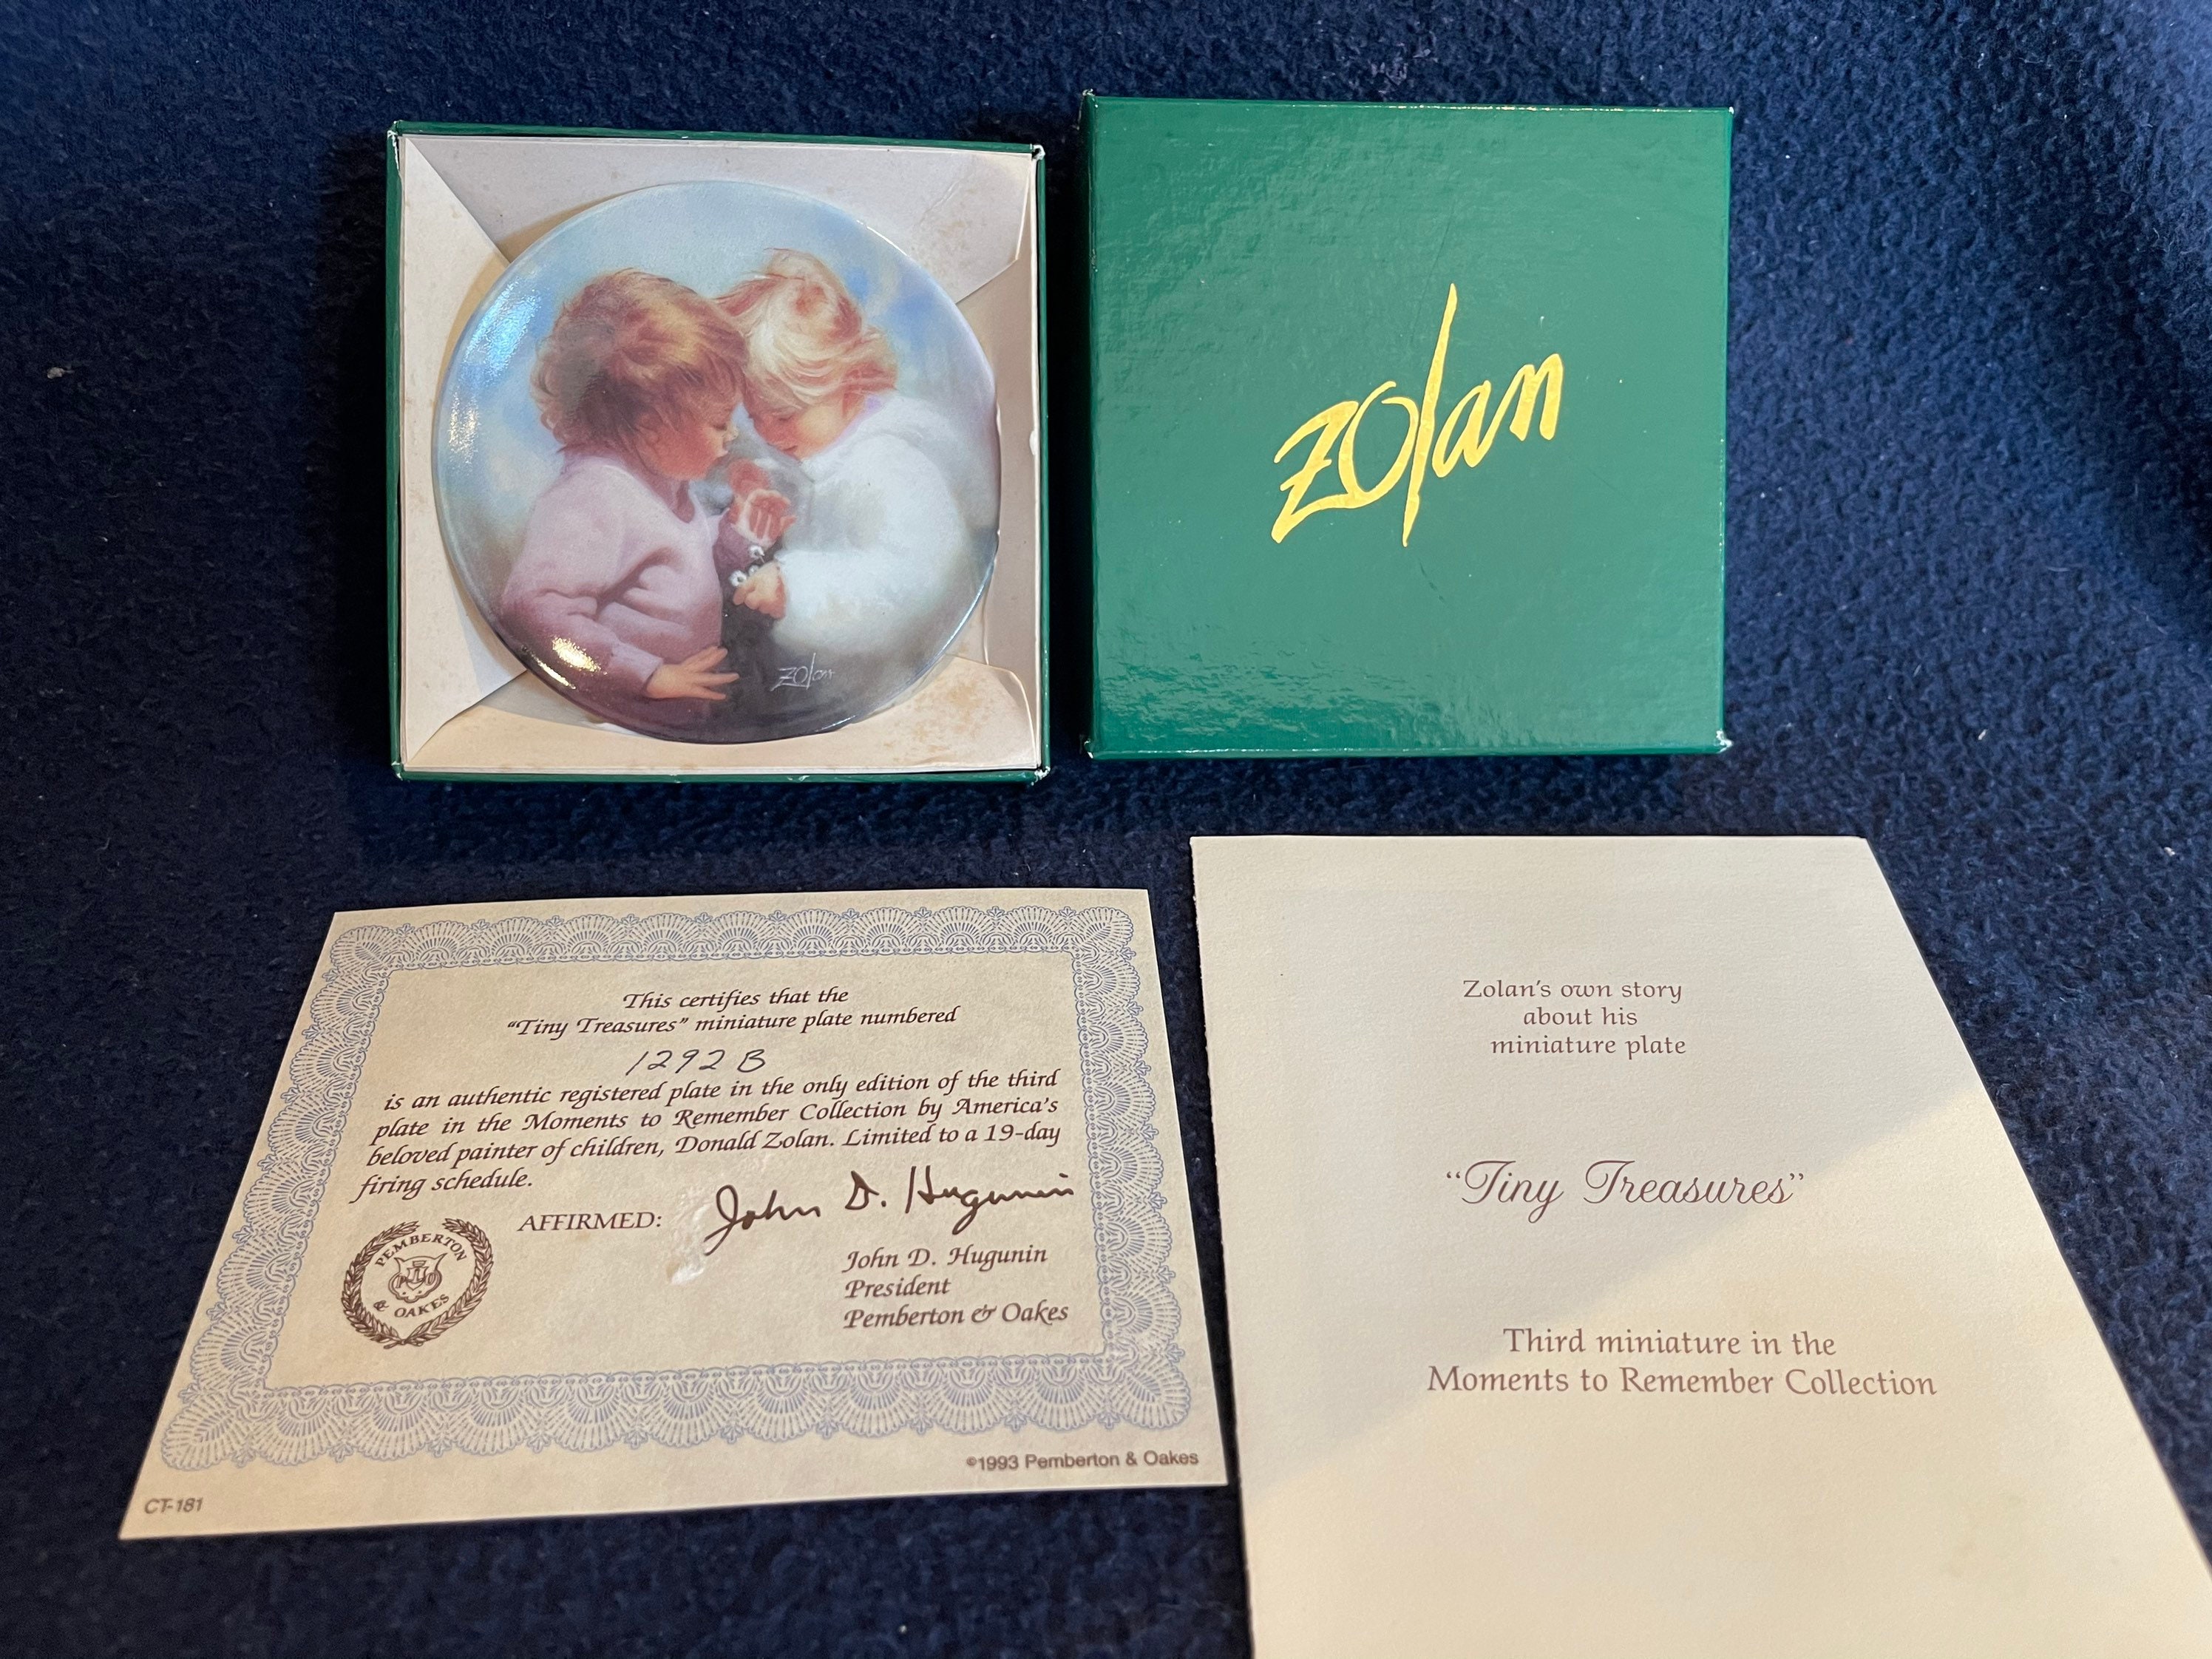 zolan
zolan
This certifies that the
"Tiny Treasures" miniature plate numbered
1292 B
is an authentic registered plate in the only edition of the third
plate in the Moments to Remember Collection by America's
beloved painter of children, Donald Zolan. Limited to a 19-day
firing schedule.
AFFIRMED: John D. Hugunin
John D. Hugunin
President
Pemberton & Oakes
PEMBERTON
P&O
& OAKES
©1993 Pemberton & Oakes
CT-181
Zolan's own story
about his
miniature plate
"Tiny Treasures"
Third miniature in the
Moments to Remember Collection